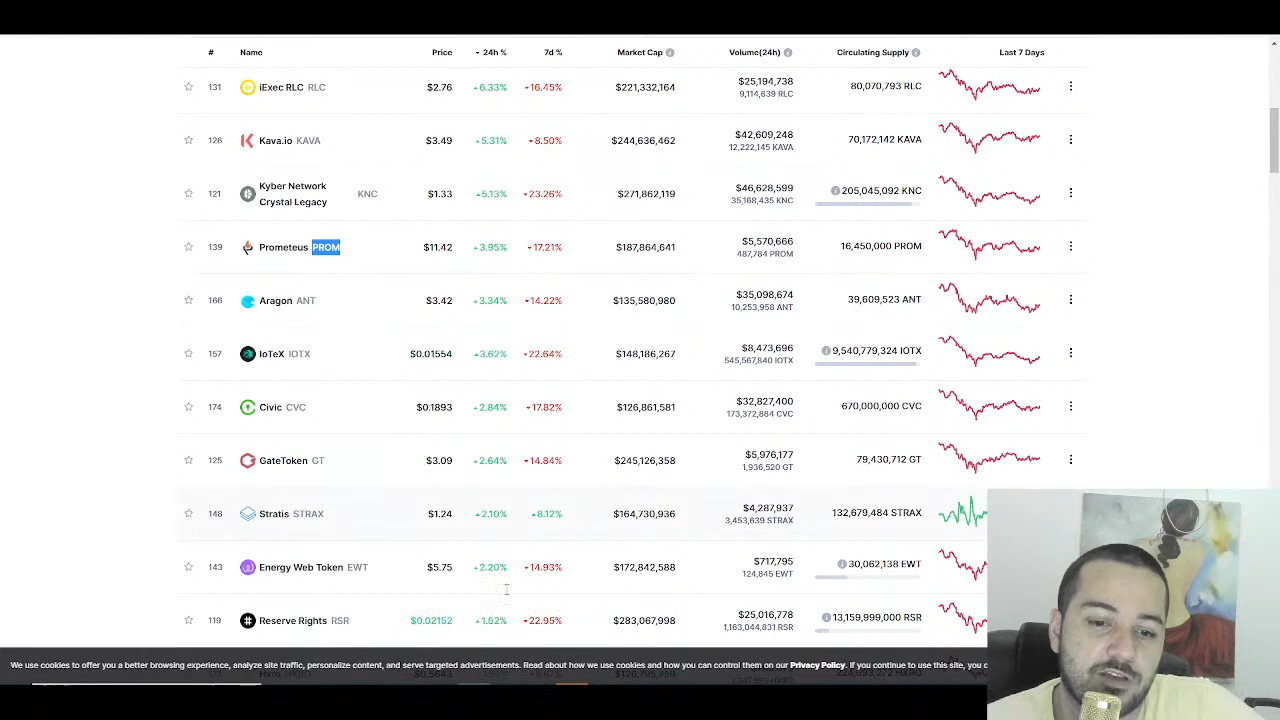 # Name Price 24h % 7d % Market Cap Volume(24h) Circulating Supply Last 7 Days
131 iExec RLC RLC $2.76 6.33% 16.45% $221,332,164 $25,194,738 80,070,793 RLC
9,114,639 RLC
126 Kava.io KAVA $3.49 5.31% 8.50% $244,636,462 $42,609,248 70,172,142 KAVA
12,222,145 KAVA
121 Kyber Network KNC $1.33 5.13% 23.26% $271,862,119 $46,628,599 205,045,092 KNC
Crystal Legacy 35,168,435 KNC
139 Prometeus PROM $11.42 3.95% 17.21% $187,864,641 $5,570,666 16,450,000 PROM
487,784 PROM
166 Aragon ANT $3.42 3.34% 14.22% $135,580,980 $35,098,674 39,609,523 ANT
10,253,958 ANT
157 IoTeX IOTX $0.01554 3.62% 22.64% $148,186,267 $8,473,696 9,540,779,324 IOTX
545,567,840 IOTX
174 Civic CVC $0.1893 2.84% 17.82% $126,861,581 $32,827,400 670,000,000 CVC
173,372,884 CVC
125 GateToken GT $3.09 2.64% 14.84% $245,126,358 $5,976,177 79,430,712 GT
1,936,520 GT
148 Stratis STRAX $1.24 2.10% 8.12% $164,730,936 $4,287,937 132,679,484 STRAX
3,453,639 STRAX
143 Energy Web Token EWT $5.75 2.20% 14.93% $172,842,588 $717,795 30,062,138 EWT
124,845 EWT
119 Reserve Rights RSR $0.02152 1.52% 22.95% $283,067,998 $25,016,778 13,159,999,000 RSR
1,163,044,831 RSR
We use cookies to offer you a better browsing experience, analyze site traffic, personalize content, and serve targeted advertisements. Read about how we use cookies and how you can control them on our Privacy Policy. If you continue to use this site, you c